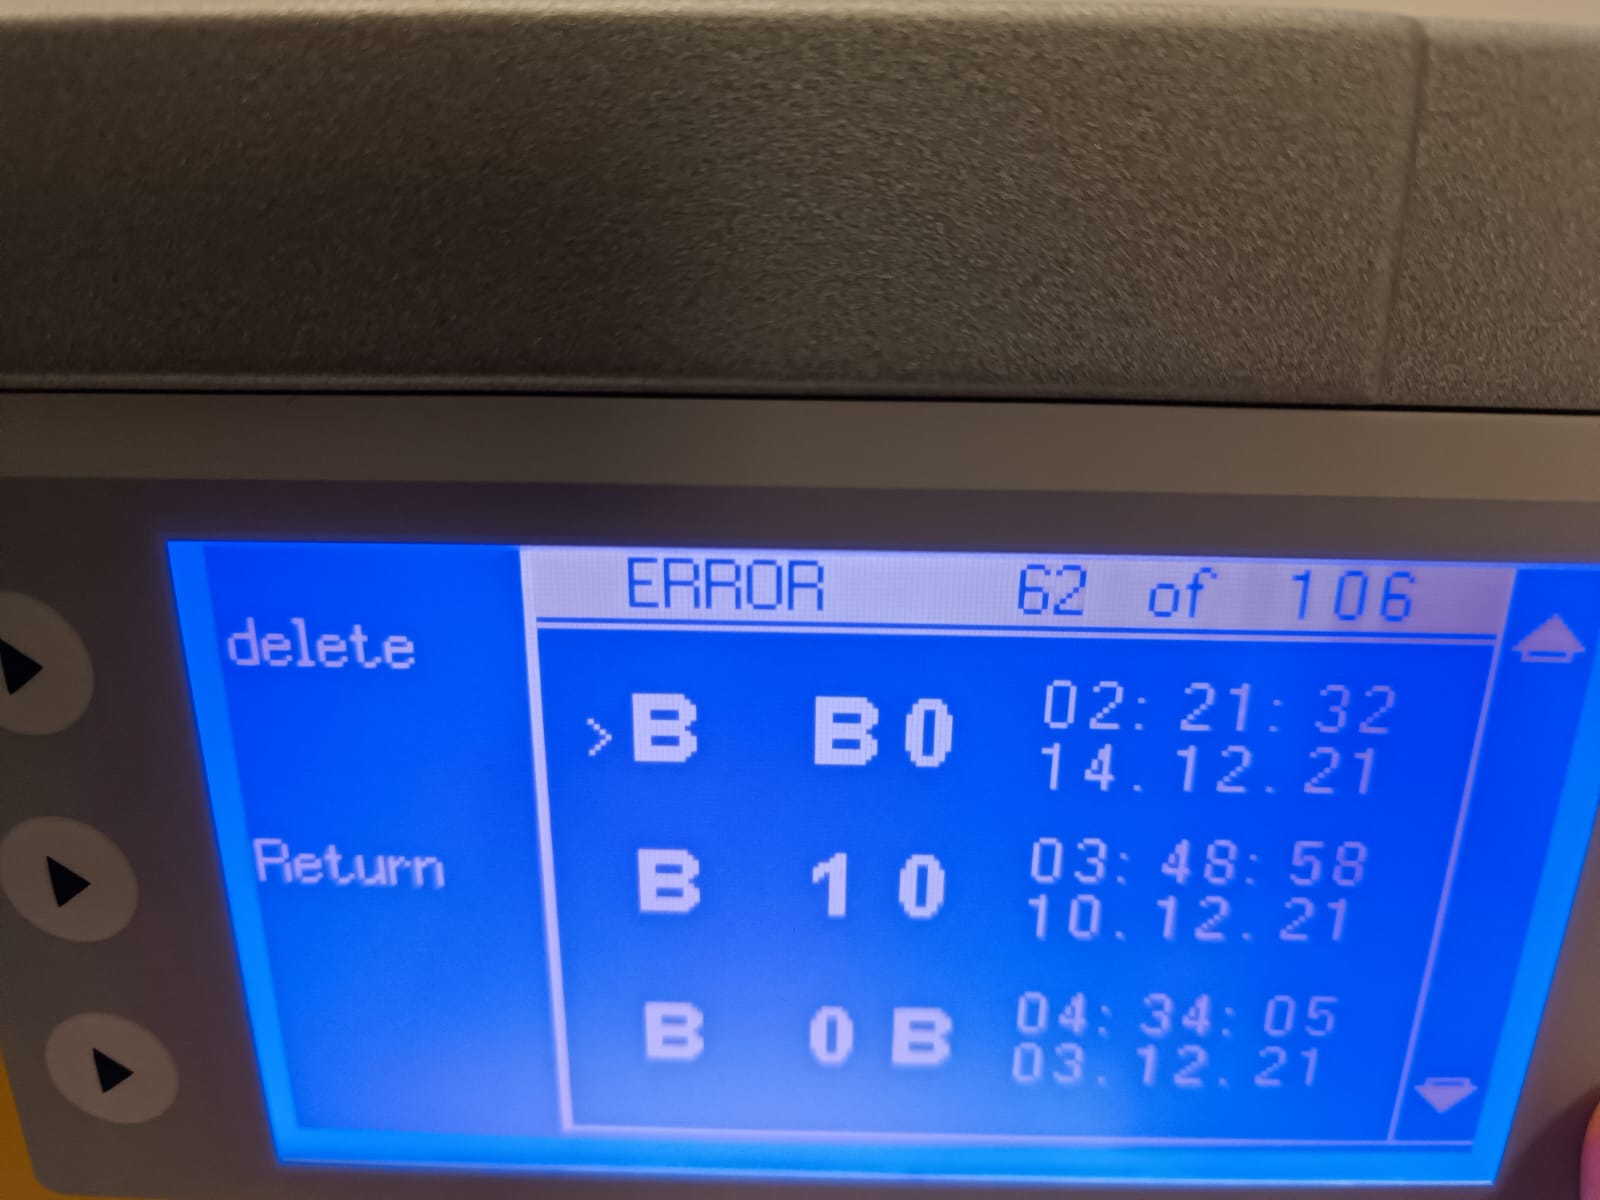 ERROR 62 of 106
delete
>B B0 02:21:32
14.12.21
B 10 03:48:58
10.12.21
Return
B 0B 04:34:05
03.12.21